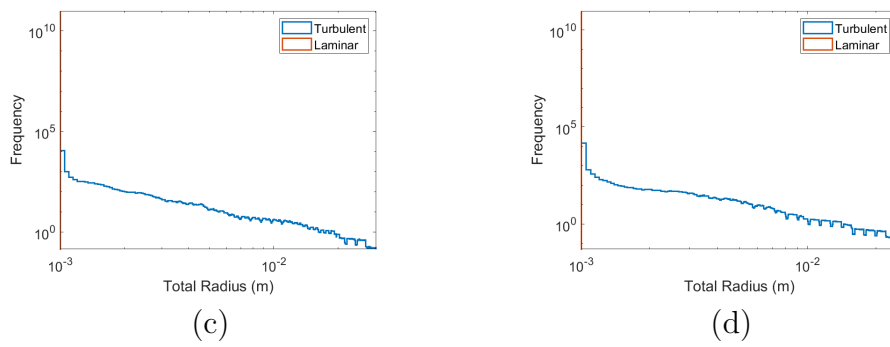 10^10
10^5
10^0
Frequency
Turbulent
Laminar
10^-3
10^-2
Total Radius (m)
(c)
10^10
10^5
10^0
Frequency
Turbulent
Laminar
10^-3
10^-2
Total Radius (m)
(d)